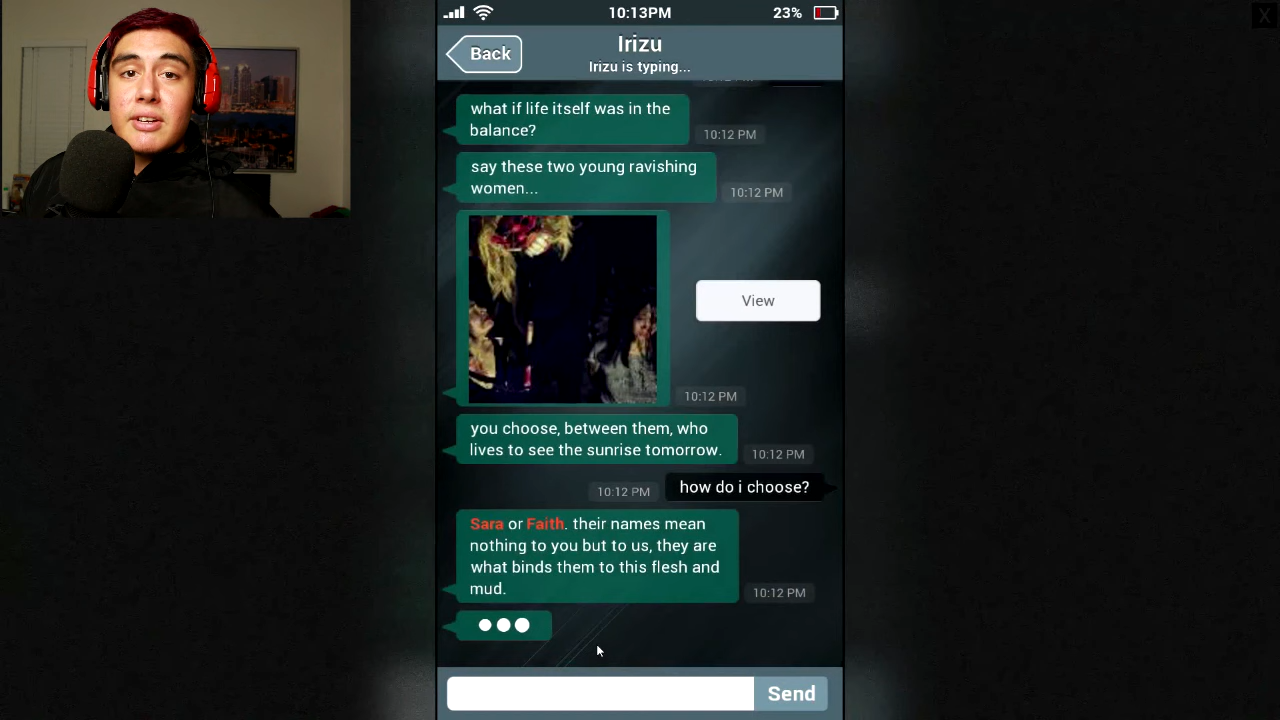 10:13PM
23%
X
Back
Irizu
Irizu is typing...
what if life itself was in the
balance?
10:12 PM
say these two young ravishing
women...
10:12 PM
View
10:12 PM
you choose, between them, who
lives to see the sunrise tomorrow.
10:12 PM
10:12 PM
how do i choose?
Sara or Faith. their names mean
nothing to you but to us, they are
what binds them to this flesh and
mud.
10:12 PM
Send